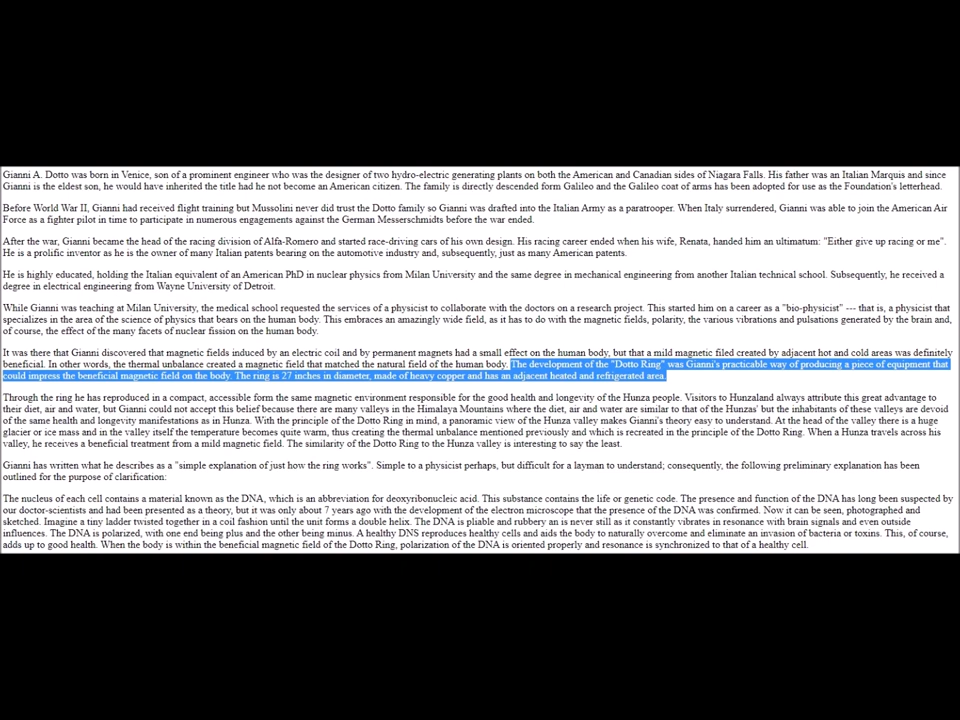 Gianni A. Dotto was born in Venice, son of a prominent engineer who was the designer of two hydro-electric generating plants on both the American and Canadian sides of Niagara Falls. His father was an Italian Marquis and since
Gianni is the eldest son, he would have inherited the title had he not become an American citizen. The family is directly descended form Galileo and the Galileo coat of arms has been adopted for use as the Foundation's letterhead.
Before World War II, Gianni had received flight training but Mussolini never did trust the Dotto family so Gianni was drafted into the Italian Army as a paratrooper. When Italy surrendered, Gianni was able to join the American Air
Force as a fighter pilot in time to participate in numerous engagements against the German Messerschmidts before the war ended.
After the war, Gianni became the head of the racing division of Alfa-Romero and started race-driving cars of his own design. His racing career ended when his wife, Renata, handed him an ultimatum: "Either give up racing or me".
He is a prolific inventor as he is the owner of many Italian patents bearing on the automotive industry and, subsequently, just as many American patents.
He is highly educated, holding the Italian equivalent of an American PhD in nuclear physics from Milan University and the same degree in mechanical engineering from another Italian technical school. Subsequently, he received a
degree in electrical engineering from Wayne University of Detroit.
While Gianni was teaching at Milan University, the medical school requested the services of a physicist to collaborate with the doctors on a research project. This started him on a career as a "bio-physicist" --- that is, a physicist that
specializes in the area of the science of physics that bears on the human body. This embraces an amazingly wide field, as it has to do with the magnetic fields, polarity, the various vibrations and pulsations generated by the brain and,
of course, the effect of the many facets of nuclear fission on the human body.
It was there that Gianni discovered that magnetic fields induced by an electric coil and by permanent magnets had a small effect on the human body, but that a mild magnetic filed created by adjacent hot and cold areas was definitely
beneficial. In other words, the thermal unbalance created a magnetic field that matched the natural field of the human body. The development of the "Dotto Ring" was Gianni's practicable way of producing a piece of equipment that
could impress the beneficial magnetic field on the body. The ring is 27 inches in diameter, made of heavy copper and has an adjacent heated and refrigerated area.
Through the ring he has reproduced in a compact, accessible form the same magnetic environment responsible for the good health and longevity of the Hunza people. Visitors to Hunzaland always attribute this great advantage to
their diet, air and water, but Gianni could not accept this belief because there are many valleys in the Himalaya Mountains where the diet, air and water are similar to that of the Hunzas' but the inhabitants of these valleys are devoid
of the same health and longevity manifestations as in Hunza. With the principle of the Dotto Ring in mind, a panoramic view of the Hunza valley makes Gianni's theory easy to understand. At the head of the valley there is a huge
glacier or ice mass and in the valley itself the temperature becomes quite warm, thus creating the thermal unbalance mentioned previously and which is recreated in the principle of the Dotto Ring. When a Hunza travels across his
valley, he receives a beneficial treatment from a mild magnetic field. The similarity of the Dotto Ring to the Hunza valley is interesting to say the least.
Gianni has written what he describes as a "simple explanation of just how the ring works". Simple to a physicist perhaps, but difficult for a layman to understand; consequently, the following preliminary explanation has been
outlined for the purpose of clarification:
The nucleus of each cell contains a material known as the DNA, which is an abbreviation for deoxyribonucleic acid. This substance contains the life or genetic code. The presence and function of the DNA has long been suspected by
our doctor-scientists and had been presented as a theory, but it was only about 7 years ago with the development of the electron microscope that the presence of the DNA was confirmed. Now it can be seen, photographed and
sketched. Imagine a tiny ladder twisted together in a coil fashion until the unit forms a double helix. The DNA is pliable and rubbery an is never still as it constantly vibrates in resonance with brain signals and even outside
influences. The DNA is polarized, with one end being plus and the other being minus. A healthy DNS reproduces healthy cells and aids the body to naturally overcome and eliminate an invasion of bacteria or toxins. This, of course,
adds up to good health. When the body is within the beneficial magnetic field of the Dotto Ring, polarization of the DNA is oriented properly and resonance is synchronized to that of a healthy cell.